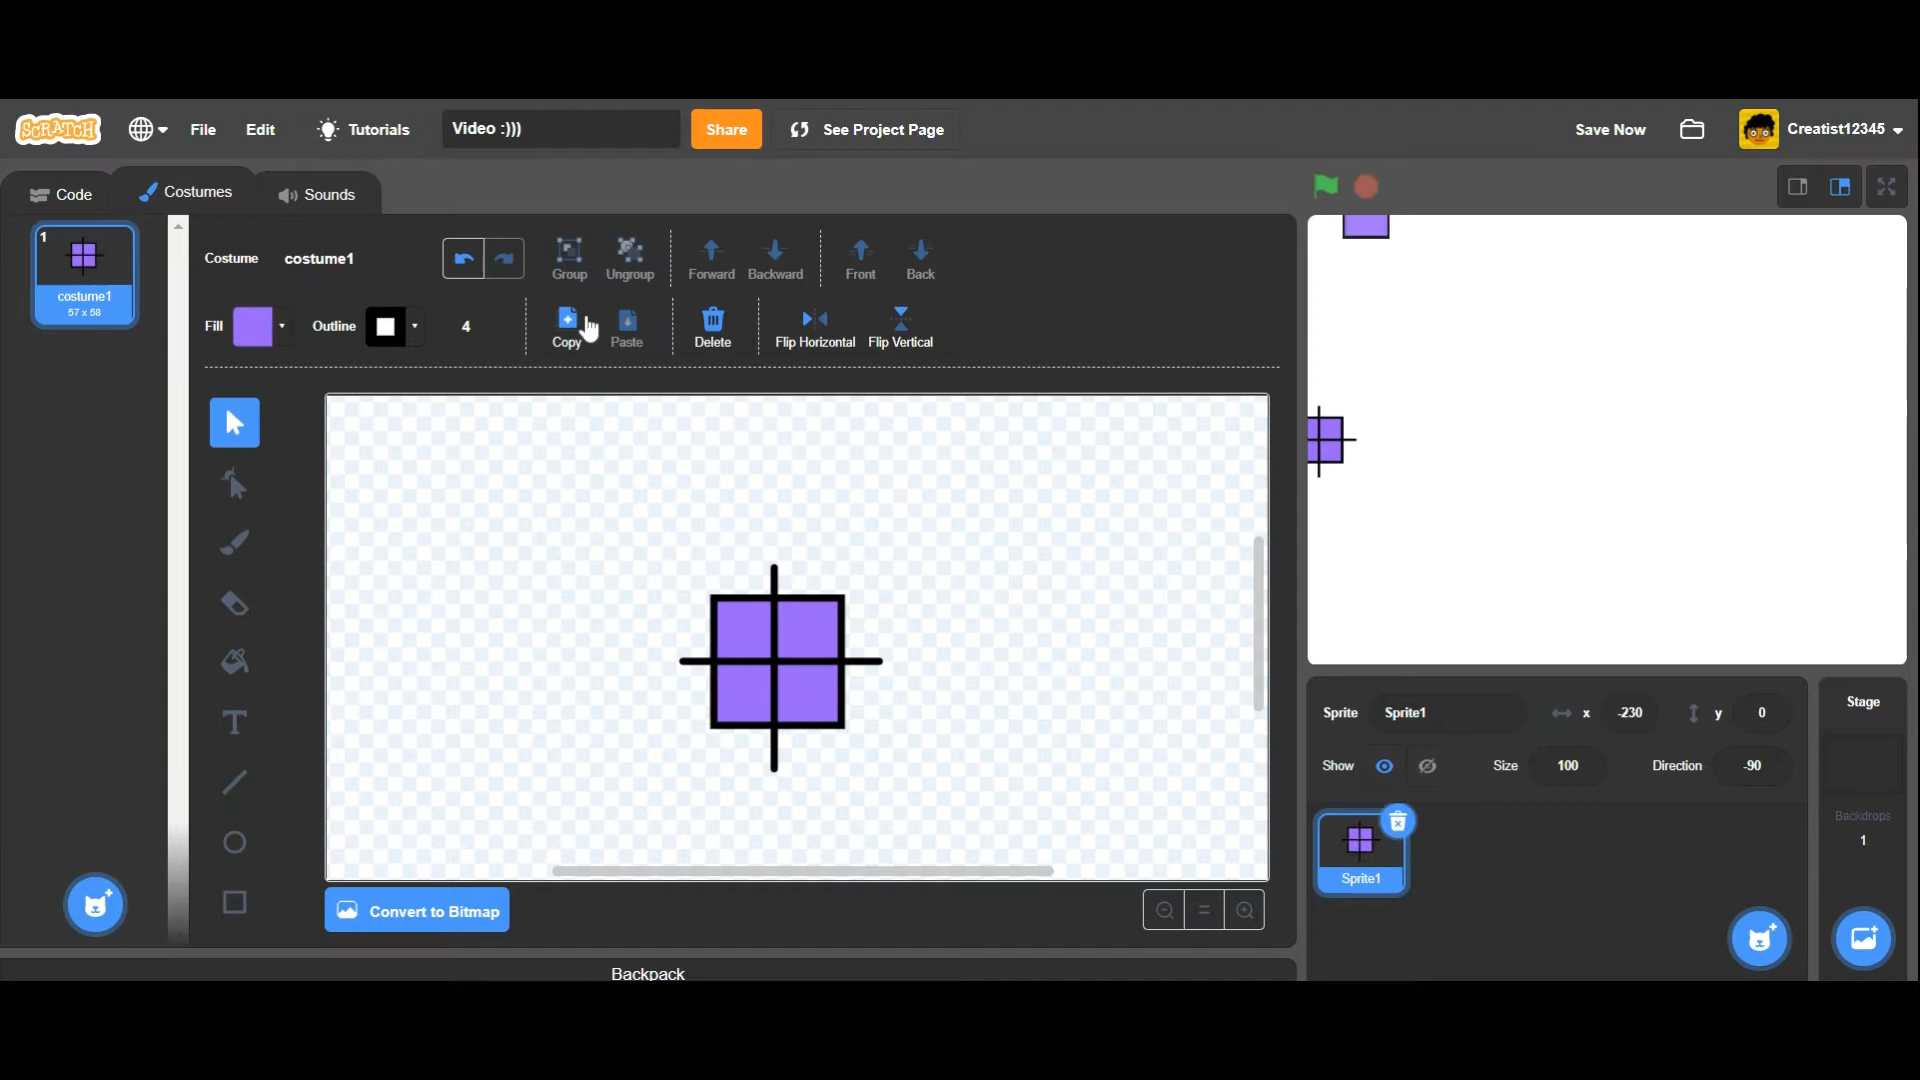 SCRATCH File Edit Tutorials Video :))) Share See Project Page Save Now Creatist12345
Code Costumes Sounds
1
costume1
57 x 58
Costume costume1 Group Ungroup Forward Backward Front Back
Fill Outline 4 Copy Paste Delete Flip Horizontal Flip Vertical
T
Convert to Bitmap
Backpack
Sprite Sprite1 x -230 y 0
Show Size 100 Direction -90
Sprite1
Stage
Backdrops
1